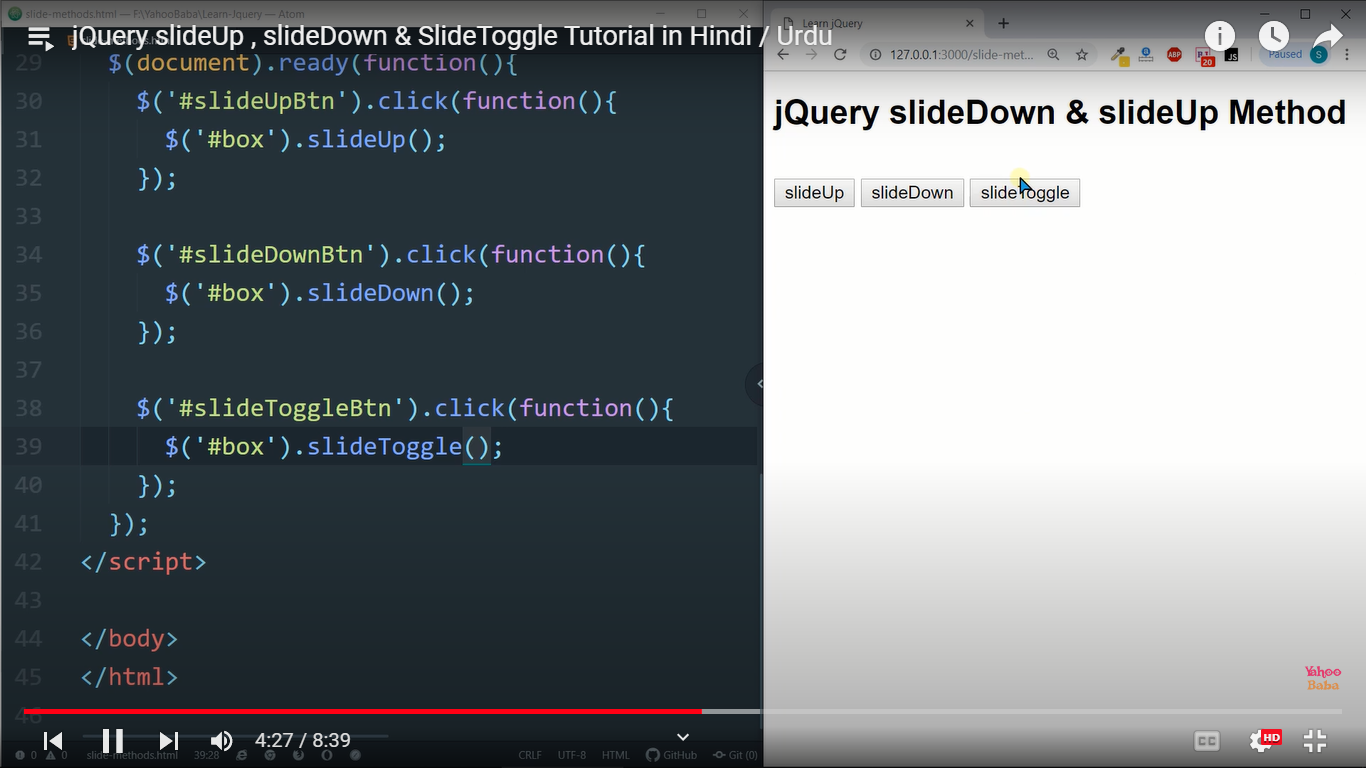 slide-methods.html — F:\YahooBaba\Learn-Jquery — Atom
jQuery slideUp , slideDown & SlideToggle Tutorial in Hindi / Urdu
29 $(document).ready(function(){
30 $('#slideUpBtn').click(function(){
31 $('#box').slideUp();
32 });
33
34 $('#slideDownBtn').click(function(){
35 $('#box').slideDown();
36 });
37
38 $('#slideToggleBtn').click(function(){
39 $('#box').slideToggle();
40 });
41 });
42 </script>
43
44 </body>
45 </html>
46
4:27 / 8:39
0 0 slide-methods.html 39:28 CRLF UTF-8 HTML GitHub Git (0)
Learn jQuery
127.0.0.1:3000/slide-met... ABP 20 JS Paused S
jQuery slideDown & slideUp Method
slideUp slideDown slideToggle
Yahoo
Baba
CC HD